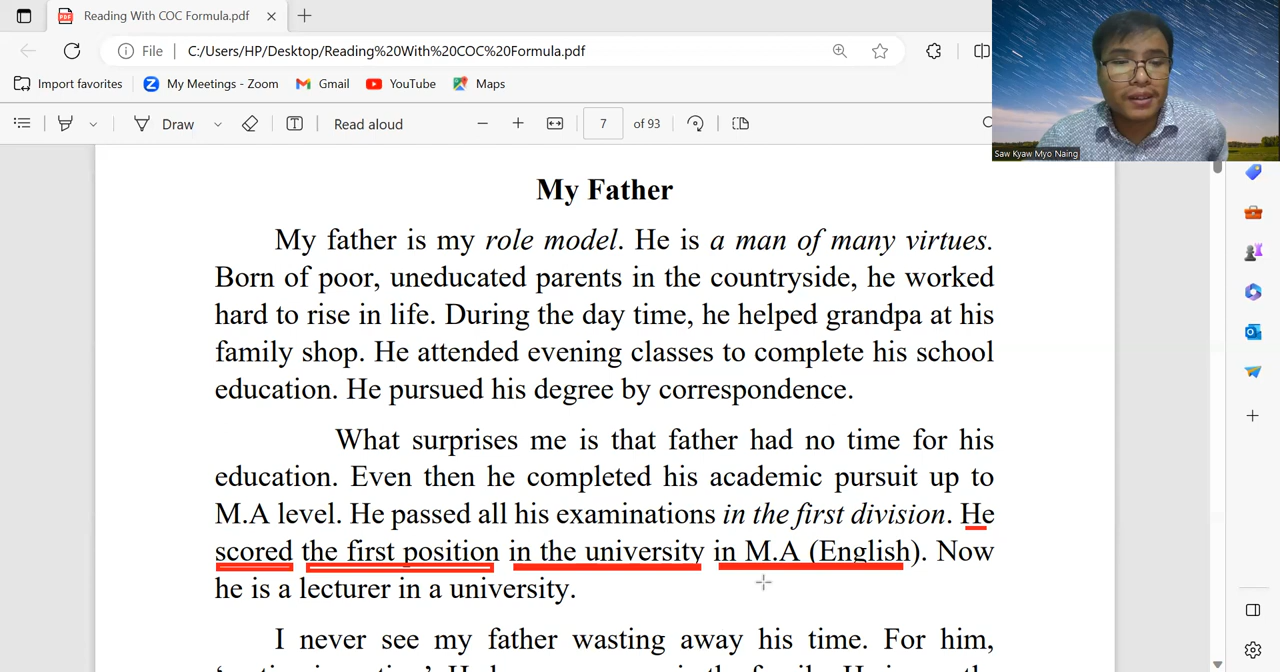 Reading With COC Formula.pdf
File
C:/Users/HP/Desktop/Reading%20With%20COC%20Formula.pdf
Import favorites
My Meetings - Zoom
Gmail
YouTube
Maps
Draw
Read aloud
7
of 93
Saw Kyaw Myo Naing
My Father
My father is my role model. He is a man of many virtues.
Born of poor, uneducated parents in the countryside, he worked
hard to rise in life. During the day time, he helped grandpa at his
family shop. He attended evening classes to complete his school
education. He pursued his degree by correspondence.
What surprises me is that father had no time for his
education. Even then he completed his academic pursuit up to
M.A level. He passed all his examinations in the first division. He
scored the first position in the university in M.A (English). Now
he is a lecturer in a university.
I never see my father wasting away his time. For him,